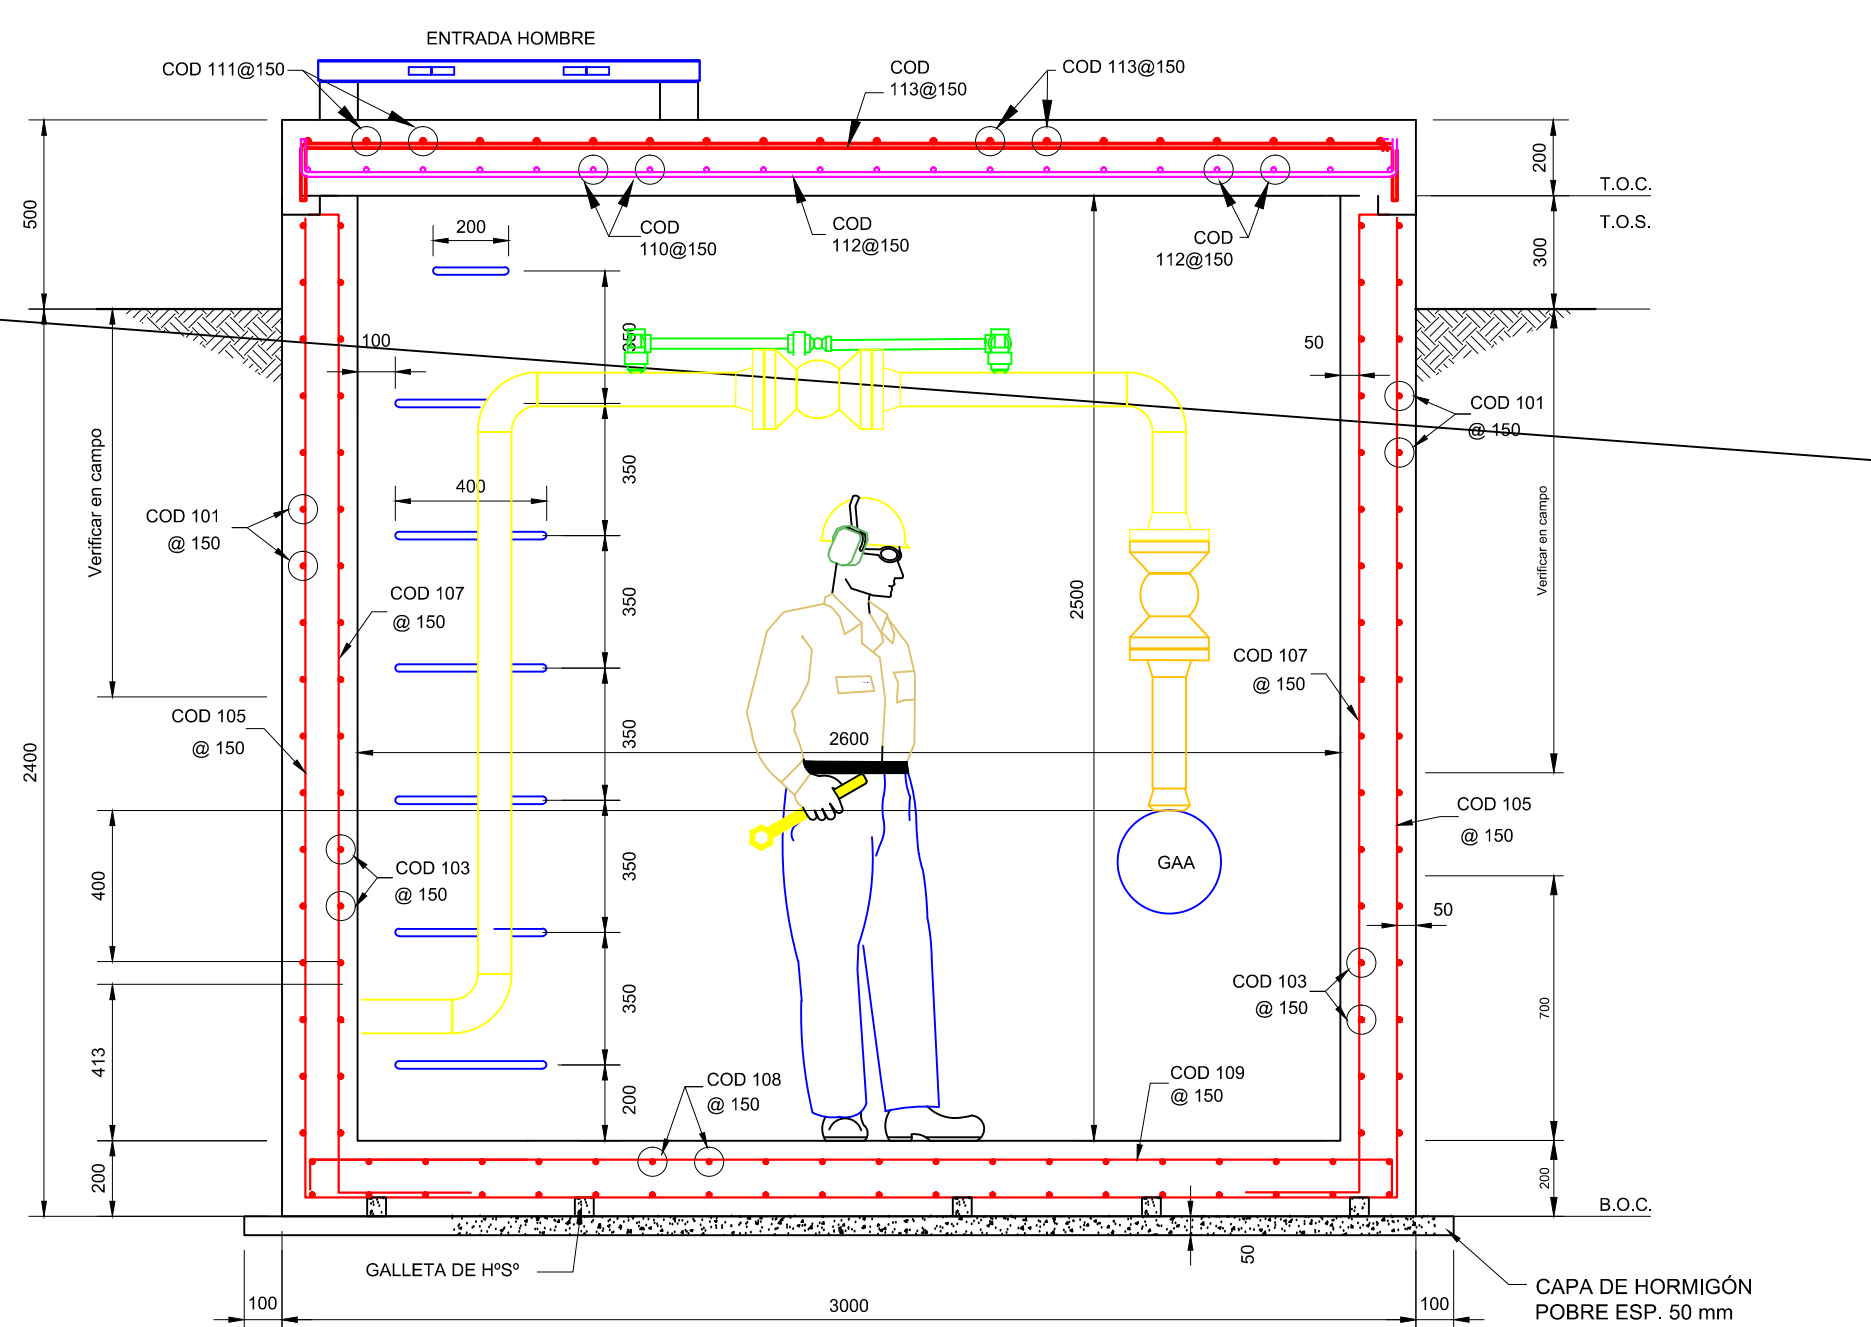 ENTRADA HOMBRE
COD 111@150
COD
113@150
COD 113@150
200
T.O.C.
T.O.S.
500
300
200
COD
110@150
COD
112@150
COD
112@150
350
100
50
COD 101
@ 150
Verificar en campo
350
400
Verificar en campo
COD 101
@ 150
COD 107
@ 150
350
2500
COD 107
@ 150
COD 105
@ 150
350
2600
2400
COD 105
@ 150
400
COD 103
@ 150
350
GAA
50
COD 103
@ 150
350
700
413
COD 108
@ 150
200
COD 109
@ 150
200
200
B.O.C.
GALLETA DE HºSº
50
CAPA DE HORMIGÓN
POBRE ESP. 50 mm
100
3000
100